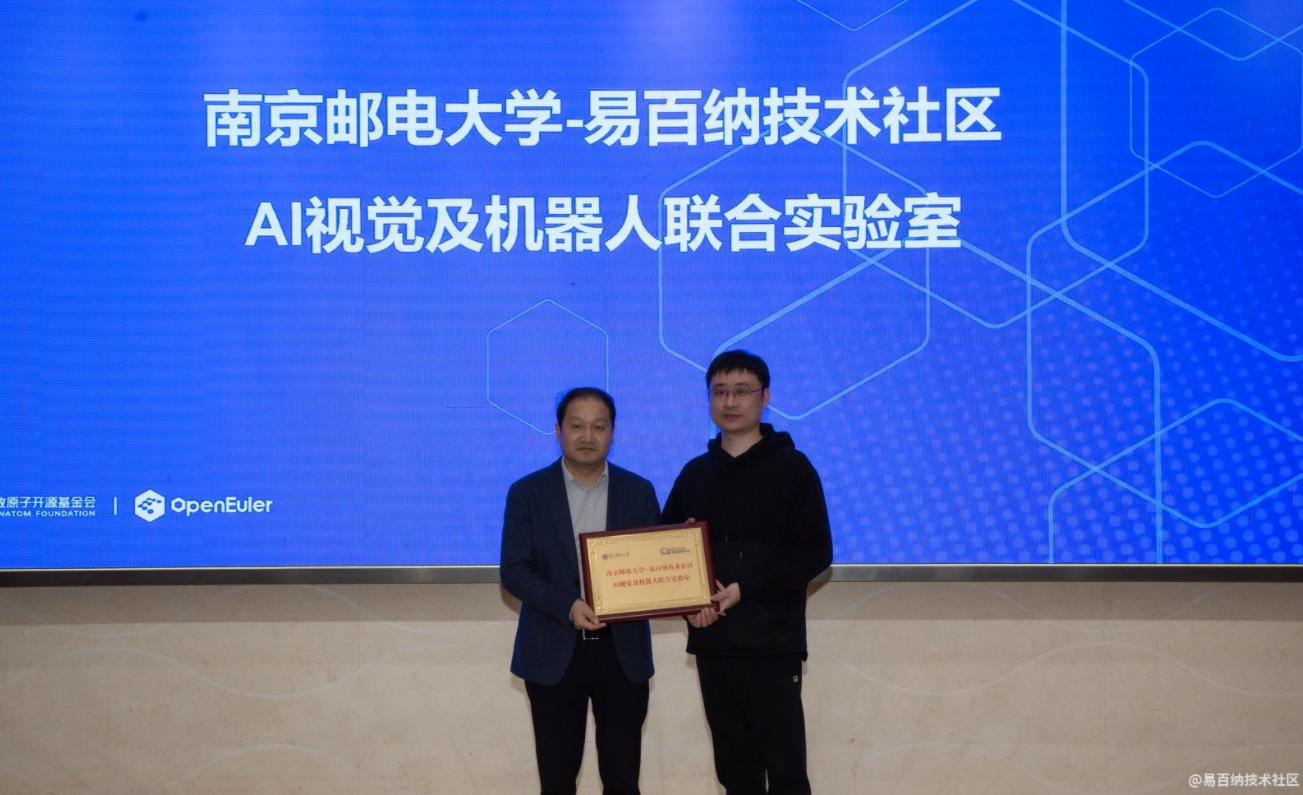 南京邮电大学-易百纳技术社区
AI视觉及机器人联合实验室
放原子开源基金会
NATOM FOUNDATION
OpenEuler
南京邮电大学-易百纳技术社区
AI视觉及机器人联合实验室
@易百纳技术社区